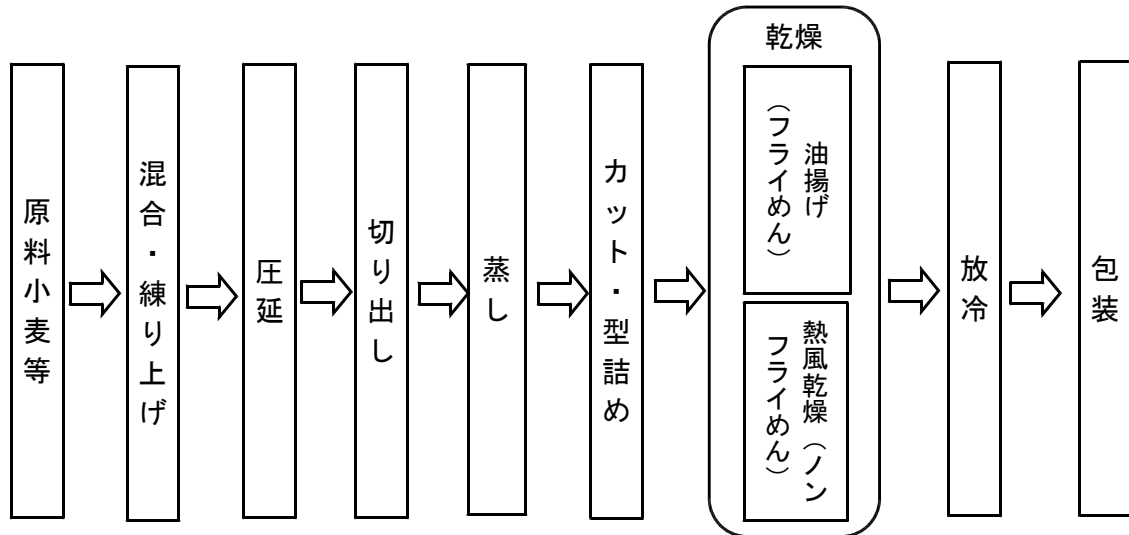 原料小麦等
混合・練り上げ
圧延
切り出し
蒸し
カット・型詰め
乾燥
油揚げ
（フライめん）
熱風乾燥（ノン
フライめん）
放冷
包装